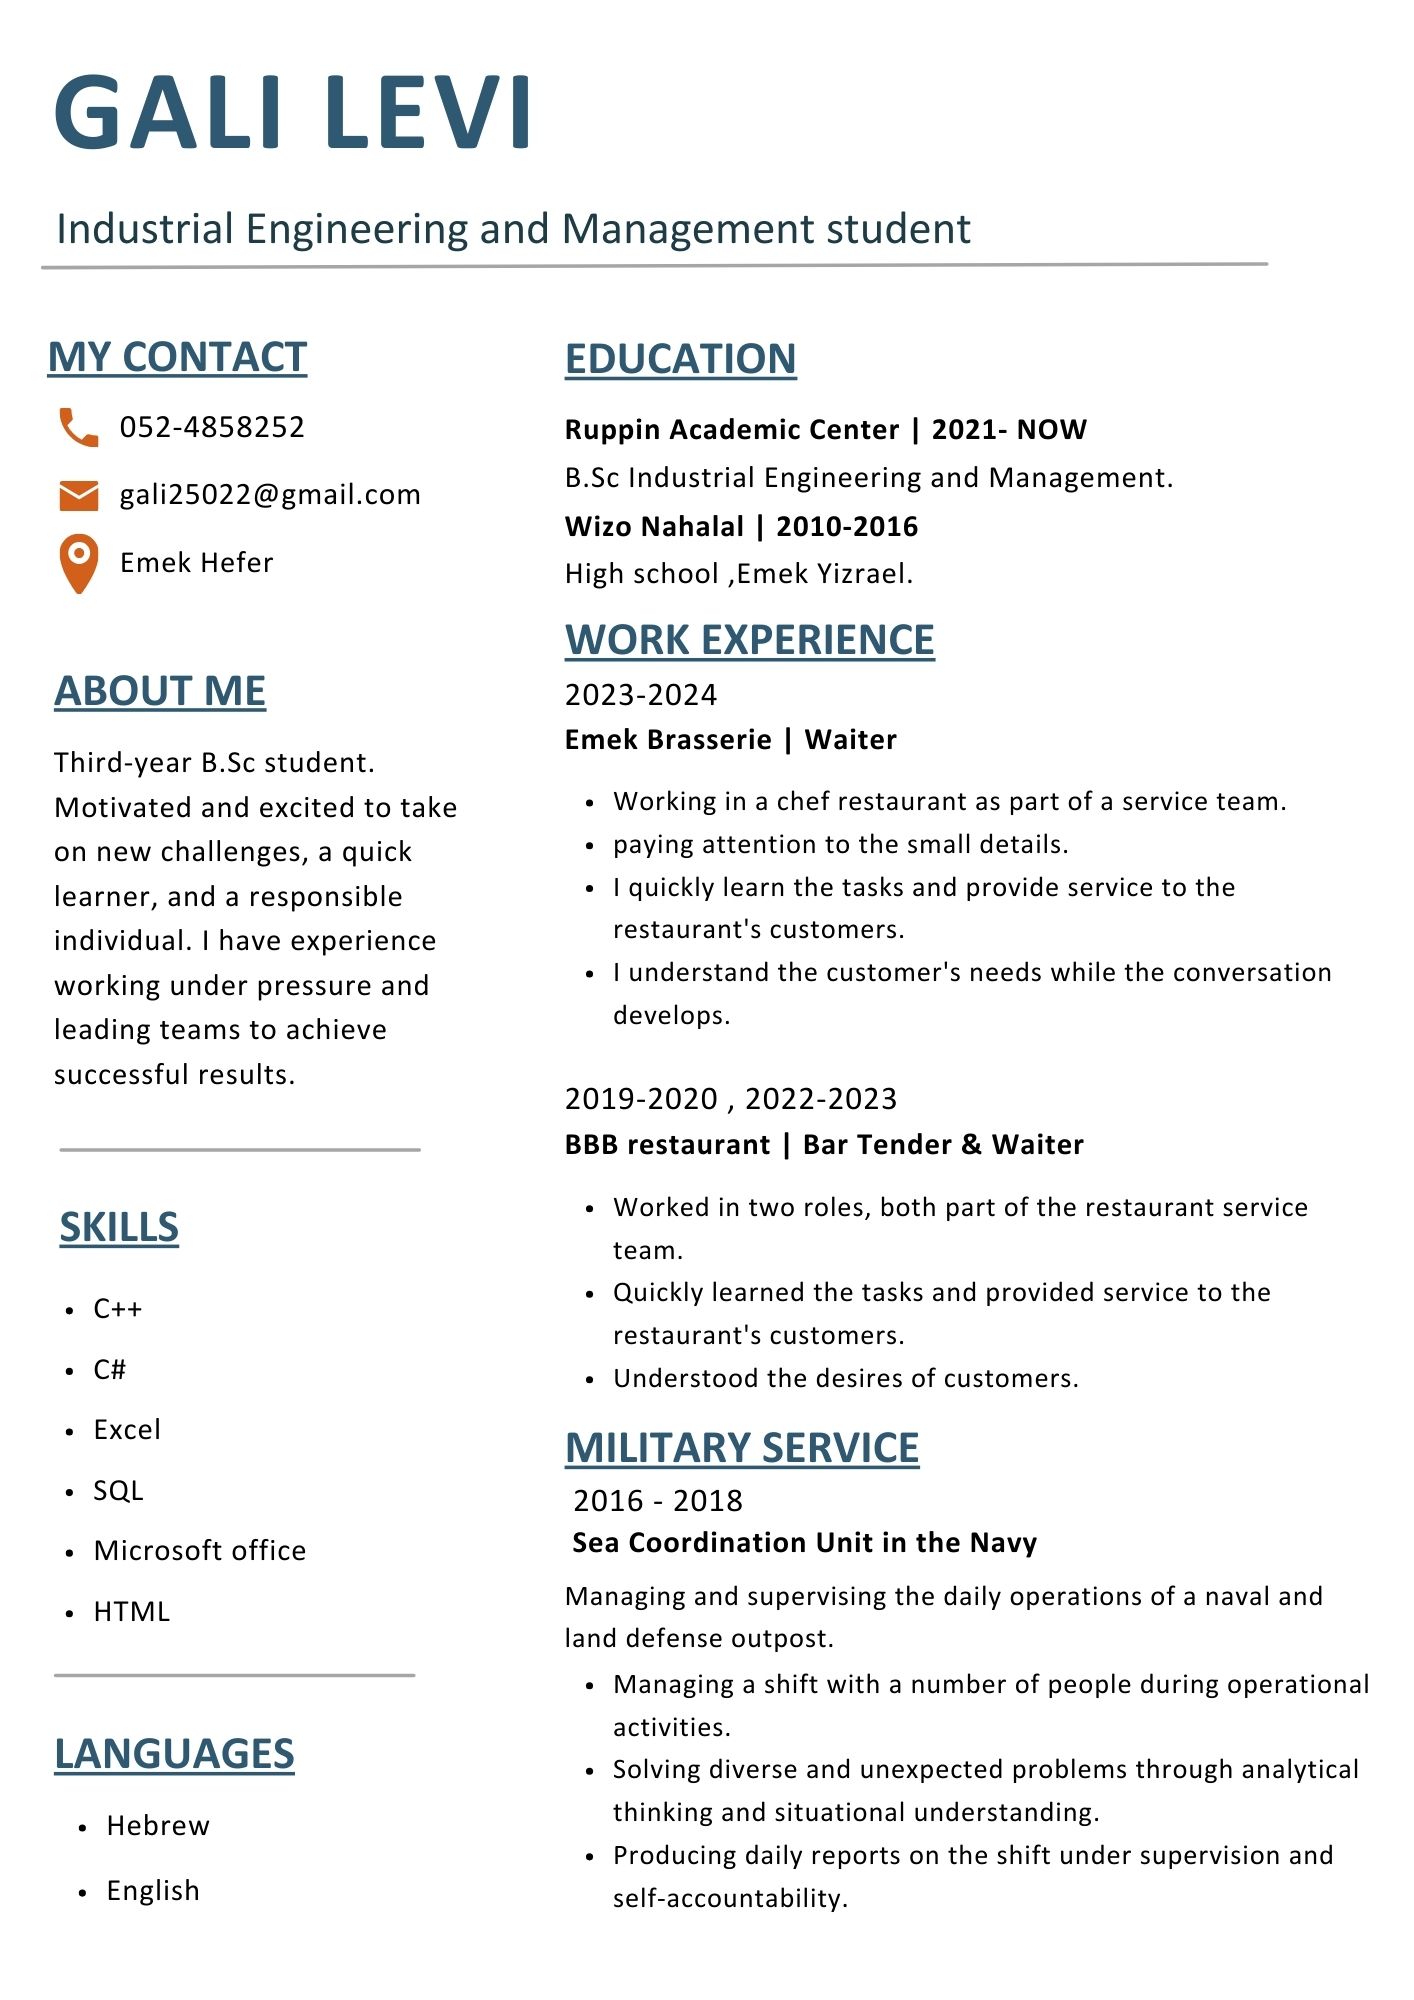 GALI LEVI
Industrial Engineering and Management student
MY CONTACT
052-4858252
gali25022@gmail.com
Emek Hefer
ABOUT ME
Third-year B.Sc student.
Motivated and excited to take
on new challenges, a quick
learner, and a responsible
individual. I have experience
working under pressure and
leading teams to achieve
successful results.
SKILLS
• C++
• C#
• Excel
• SQL
• Microsoft office
• HTML
LANGUAGES
• Hebrew
• English
EDUCATION
Ruppin Academic Center | 2021- NOW
B.Sc Industrial Engineering and Management.
Wizo Nahalal | 2010-2016
High school ,Emek Yizrael.
WORK EXPERIENCE
2023-2024
Emek Brasserie | Waiter
• Working in a chef restaurant as part of a service team.
• paying attention to the small details.
• I quickly learn the tasks and provide service to the
restaurant's customers.
• I understand the customer's needs while the conversation
develops.
2019-2020 , 2022-2023
BBB restaurant | Bar Tender & Waiter
• Worked in two roles, both part of the restaurant service
team.
• Quickly learned the tasks and provided service to the
restaurant's customers.
• Understood the desires of customers.
MILITARY SERVICE
2016 - 2018
Sea Coordination Unit in the Navy
Managing and supervising the daily operations of a naval and
land defense outpost.
• Managing a shift with a number of people during operational
activities.
• Solving diverse and unexpected problems through analytical
thinking and situational understanding.
• Producing daily reports on the shift under supervision and
self-accountability.